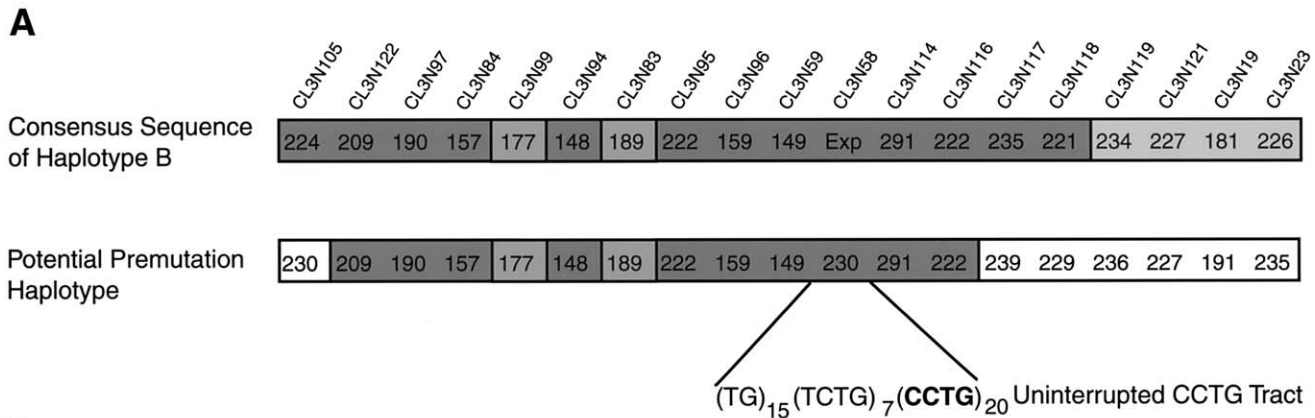 A
CL3N105 CL3N122 CL3N97 CL3N84 CL3N99 CL3N94 CL3N83 CL3N95 CL3N96 CL3N59 CL3N58 CL3N114 CL3N116 CL3N117 CL3N118 CL3N119 CL3N121 CL3N19 CL3N23
Consensus Sequence
of Haplotype B
224 209 190 157 177 148 189 222 159 149 Exp 291 222 235 221 234 227 181 226
Potential Premutation
Haplotype
230 209 190 157 177 148 189 222 159 149 230 291 222 239 229 236 227 191 235
(TG)15(TCTG)7(CCTG)20 Uninterrupted CCTG Tract